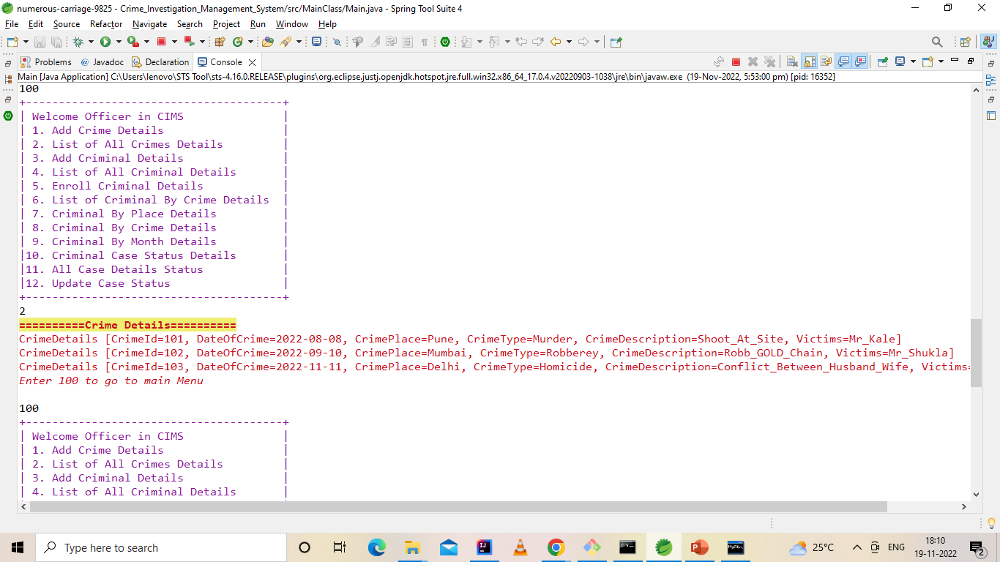 numerous-carriage-9825 - Crime_Investigation_Management_System/src/MainClass/Main.java - Spring Tool Suite 4
File Edit Source Refactor Navigate Search Project Run Window Help
Problems @ Javadoc Declaration Console
Main [Java Application] C:\Users\lenovo\STS Tool\sts-4.16.0.RELEASE\plugins\org.eclipse.justj.openjdk.hotspot.jre.full.win32.x86_64_17.0.4.v20220903-1038\jre\bin\javaw.exe (19-Nov-2022, 5:53:00 pm) [pid: 16352]
100
+---------------------------------------+
| Welcome Officer in CIMS |
| 1. Add Crime Details |
| 2. List of All Crimes Details |
| 3. Add Criminal Details |
| 4. List of All Criminal Details |
| 5. Enroll Criminal Details |
| 6. List of Criminal By Crime Details |
| 7. Criminal By Place Details |
| 8. Criminal By Crime Details |
| 9. Criminal By Month Details |
|10. Criminal Case Status Details |
|11. All Case Details Status |
|12. Update Case Status |
+---------------------------------------+
2
==========Crime Details==========
CrimeDetails [CrimeId=101, DateOfCrime=2022-08-08, CrimePlace=Pune, CrimeType=Murder, CrimeDescription=Shoot_At_Site, Victims=Mr_Kale]
CrimeDetails [CrimeId=102, DateOfCrime=2022-09-10, CrimePlace=Mumbai, CrimeType=Robberey, CrimeDescription=Robb_GOLD_Chain, Victims=Mr_Shukla]
CrimeDetails [CrimeId=103, DateOfCrime=2022-11-11, CrimePlace=Delhi, CrimeType=Homicide, CrimeDescription=Conflict_Between_Husband_Wife, Victims=
Enter 100 to go to main Menu
100
+---------------------------------------+
| Welcome Officer in CIMS |
| 1. Add Crime Details |
| 2. List of All Crimes Details |
| 3. Add Criminal Details |
| 4. List of All Criminal Details |
Type here to search
25°C ENG 18:10
19-11-2022 2